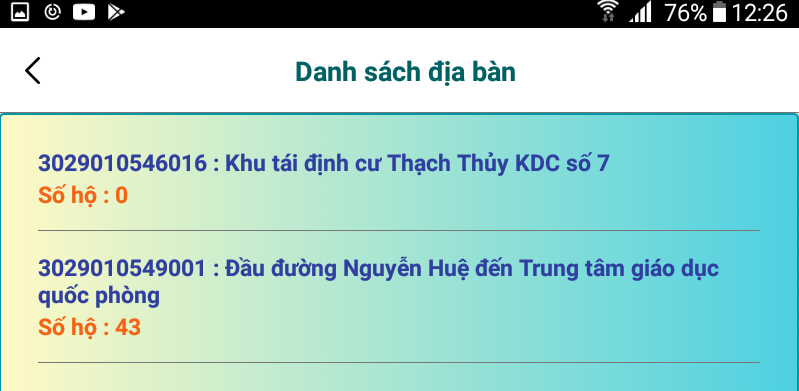 76% 12:26
Danh sách địa bàn
3029010546016 : Khu tái định cư Thạch Thủy KDC số 7
Số hộ : 0
3029010549001 : Đầu đường Nguyễn Huệ đến Trung tâm giáo dục
quốc phòng
Số hộ : 43